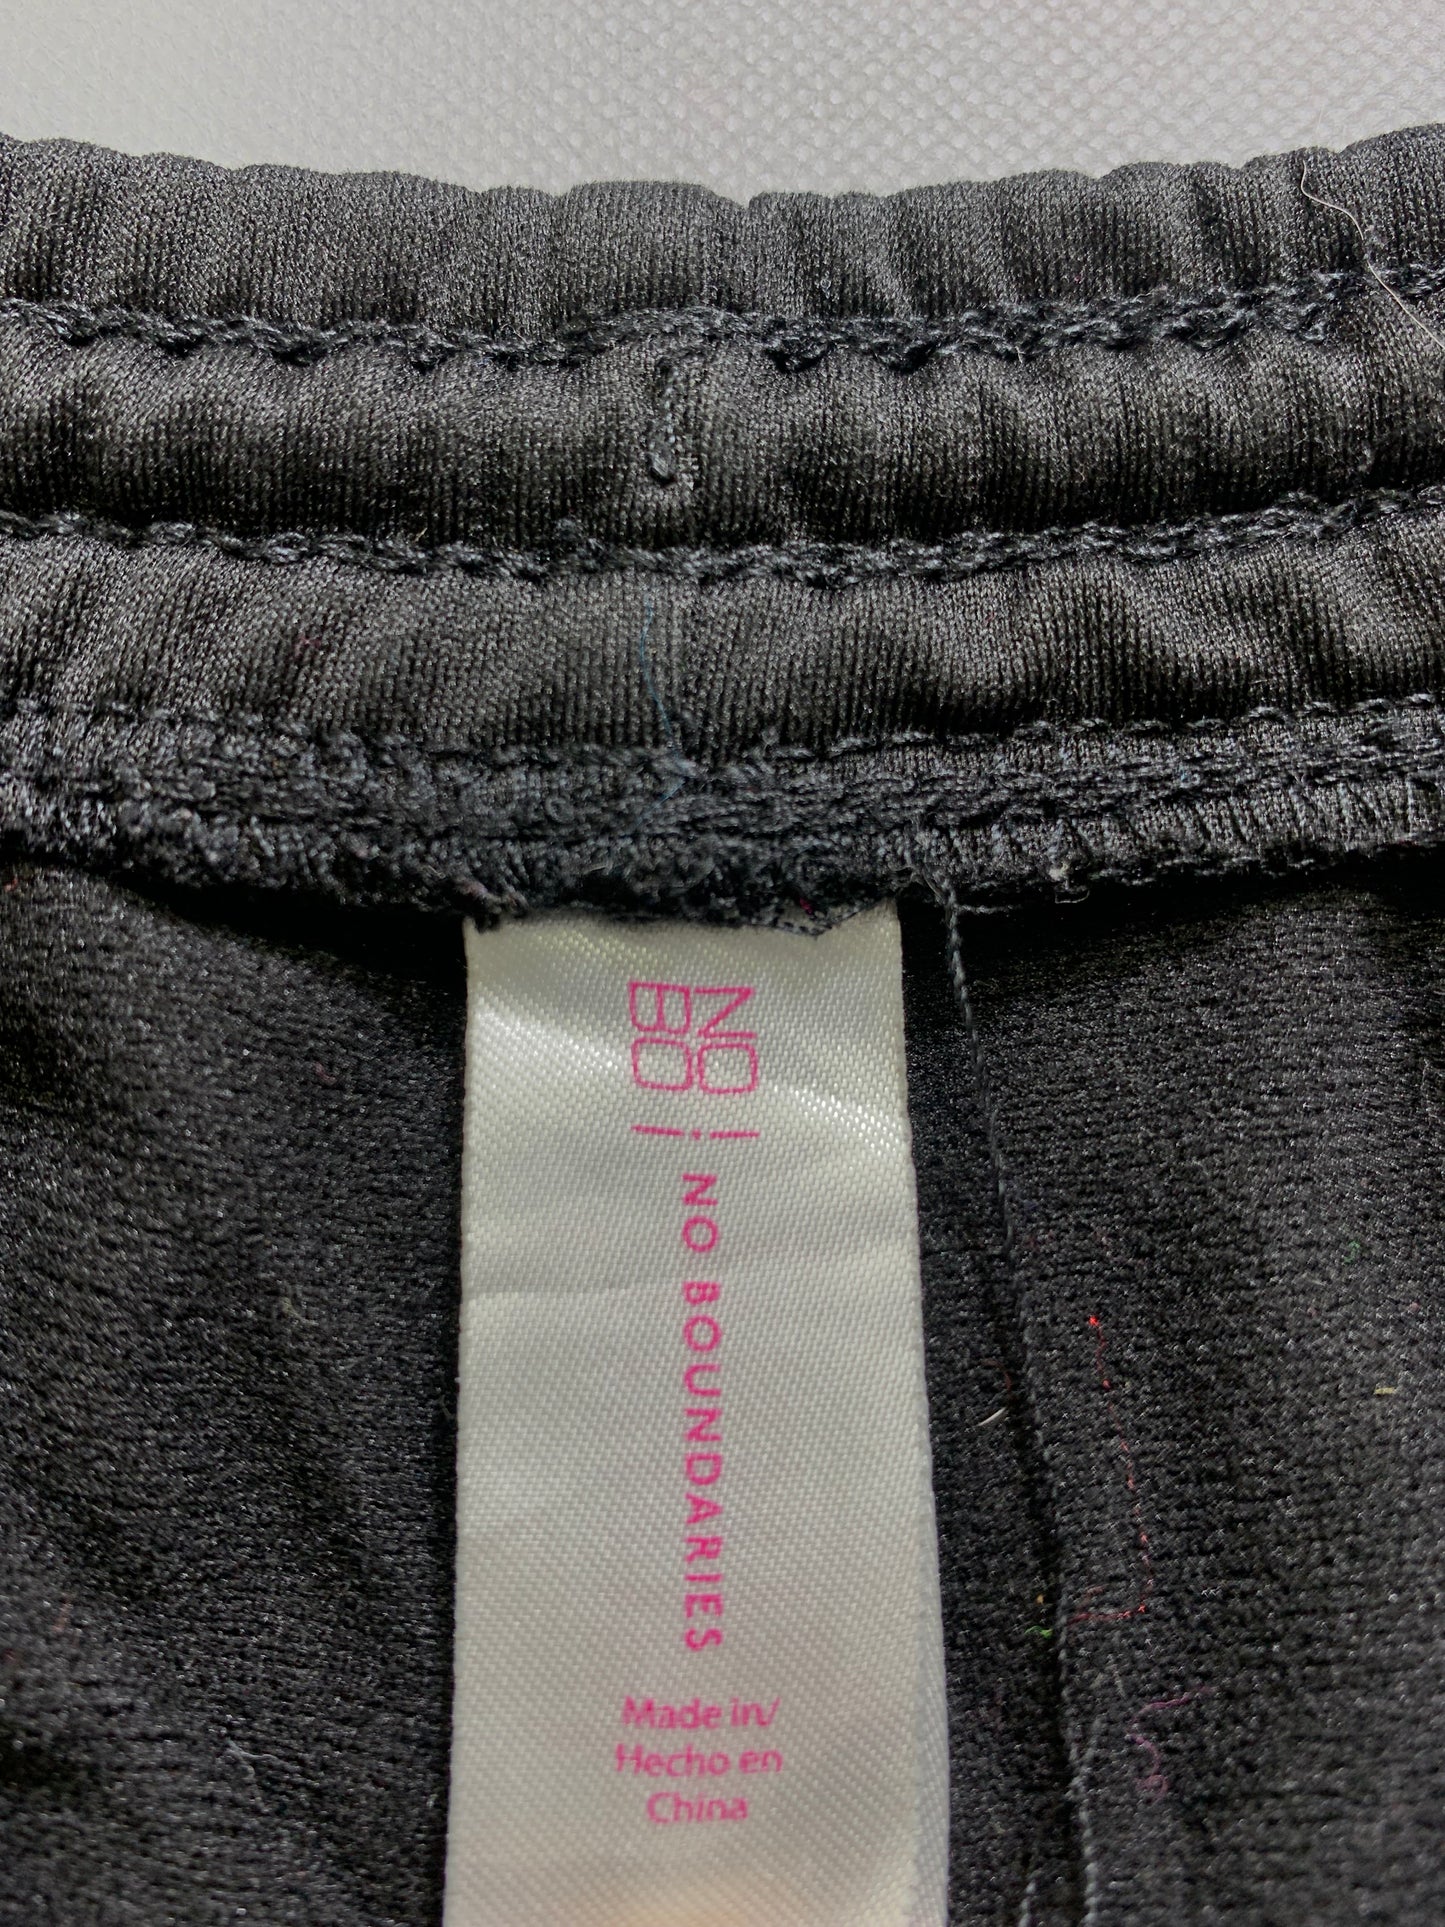 NO
BO
NO BOUNDARIES
Made in/
Hecho en
China